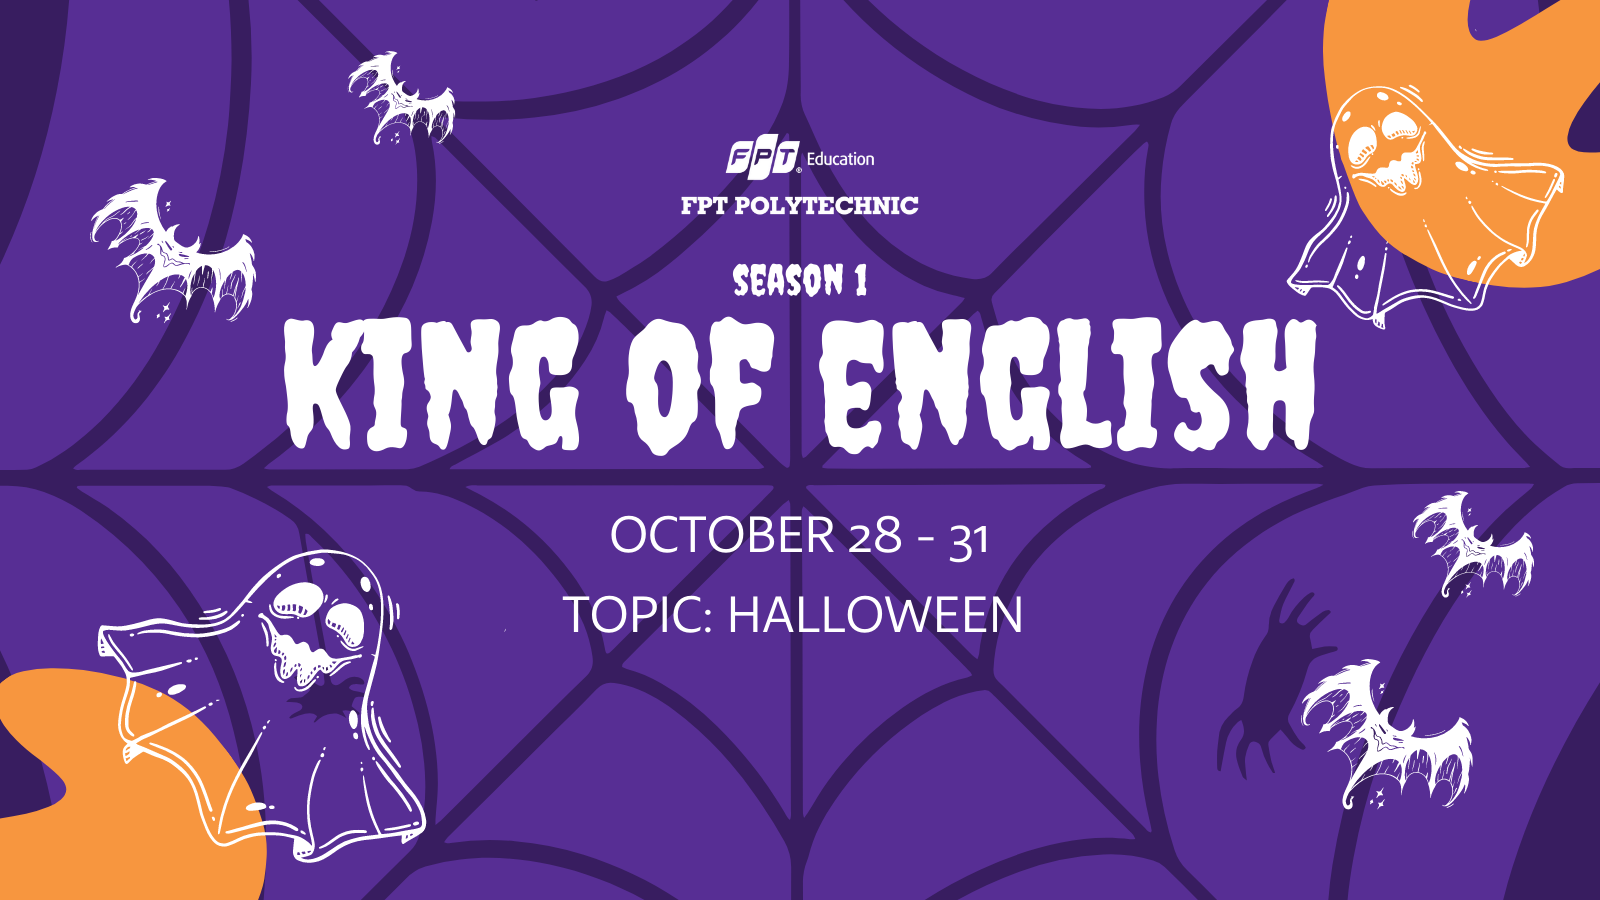 FPT® Education
FPT POLYTECHNIC
SEASON 1
KING OF ENGLISH
OCTOBER 28 - 31
TOPIC: HALLOWEEN